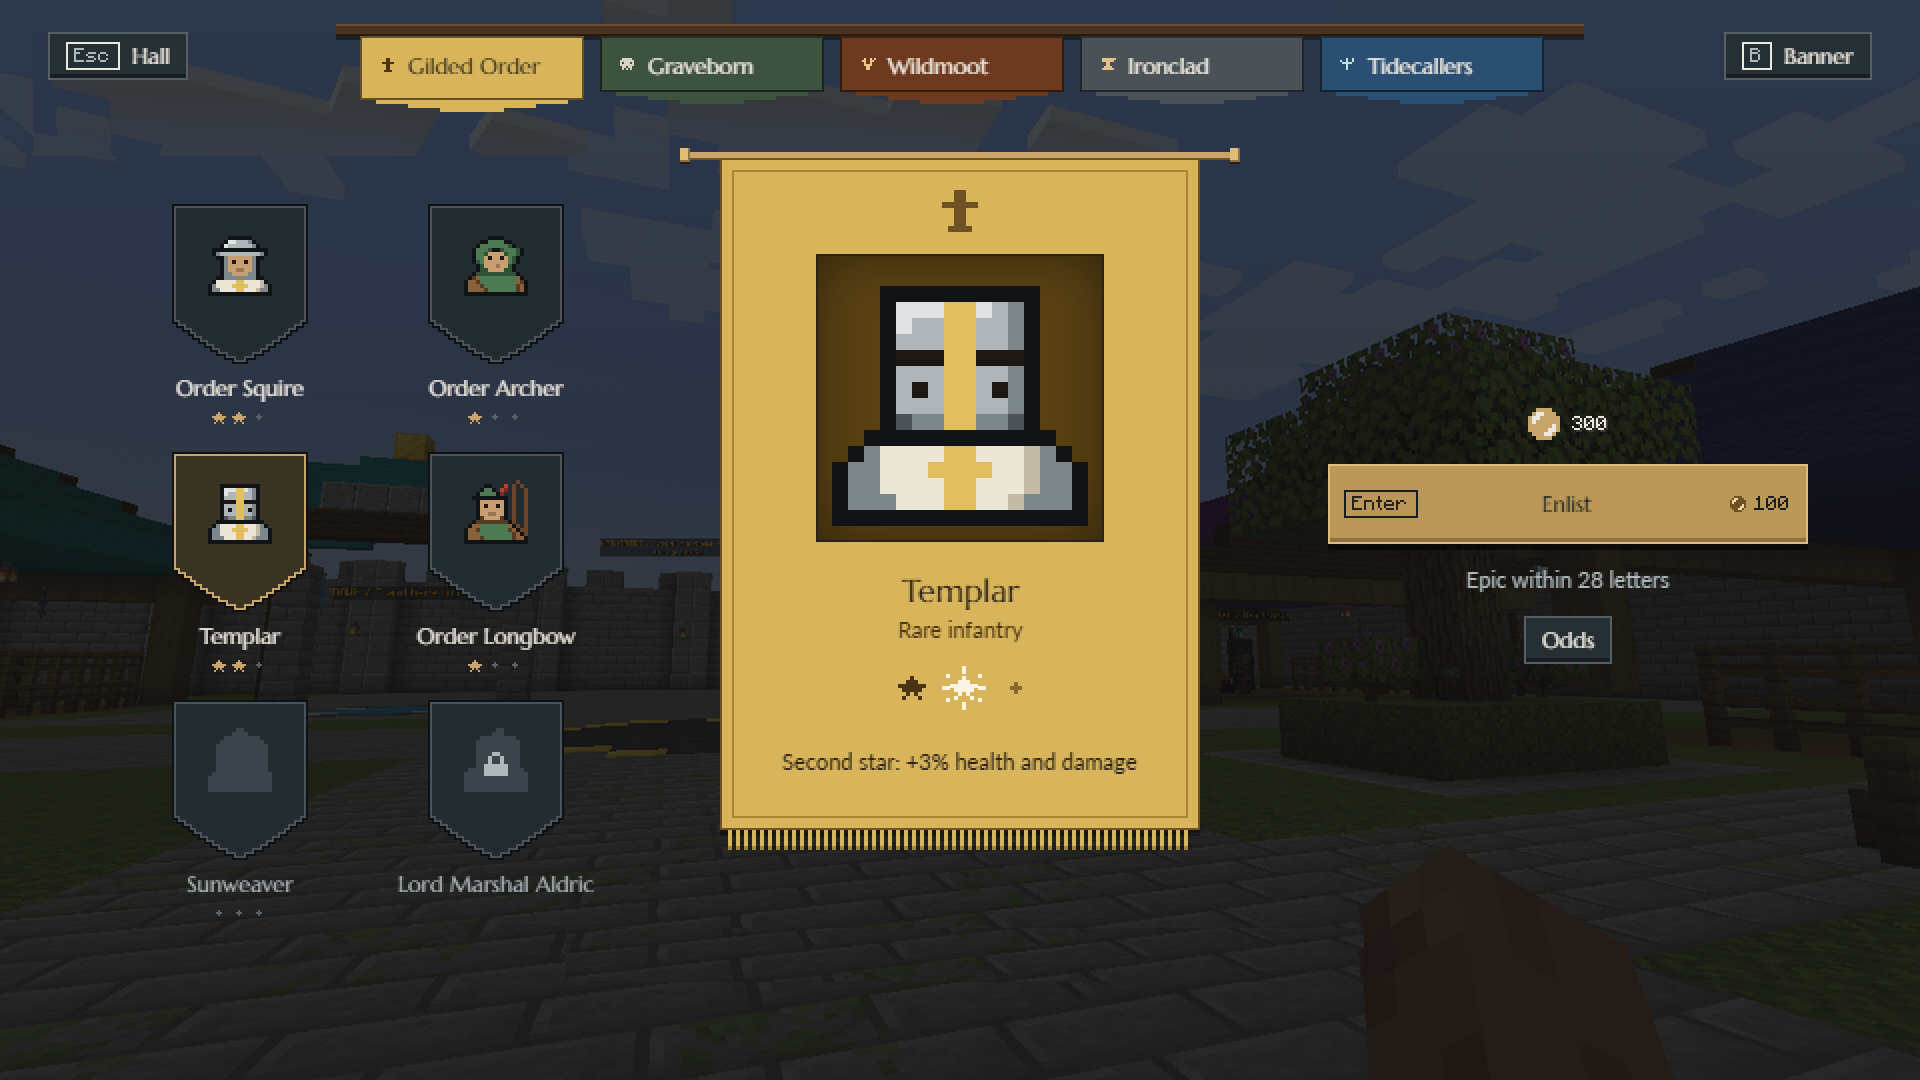 Esc Hall
Gilded Order
Graveborn
Wildmoot
Ironclad
Tidecallers
B Banner
Order Squire
Order Archer
Templar
Order Longbow
Sunweaver
Lord Marshal Aldric
Templar
Rare infantry
Second star: +3% health and damage
300
Enter Enlist 100
Epic within 28 letters
Odds